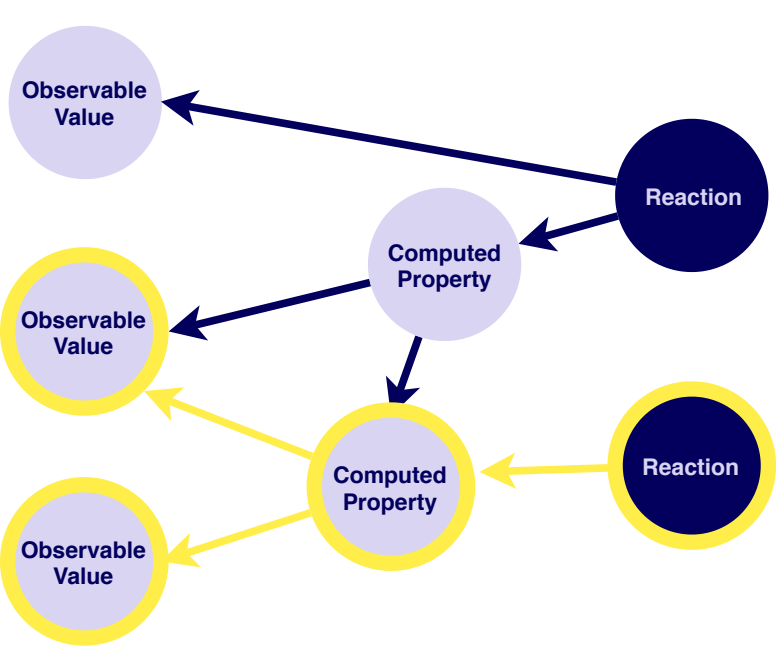 Observable
Value
Reaction
Computed
Property
Observable
Value
Computed
Property
Reaction
Observable
Value